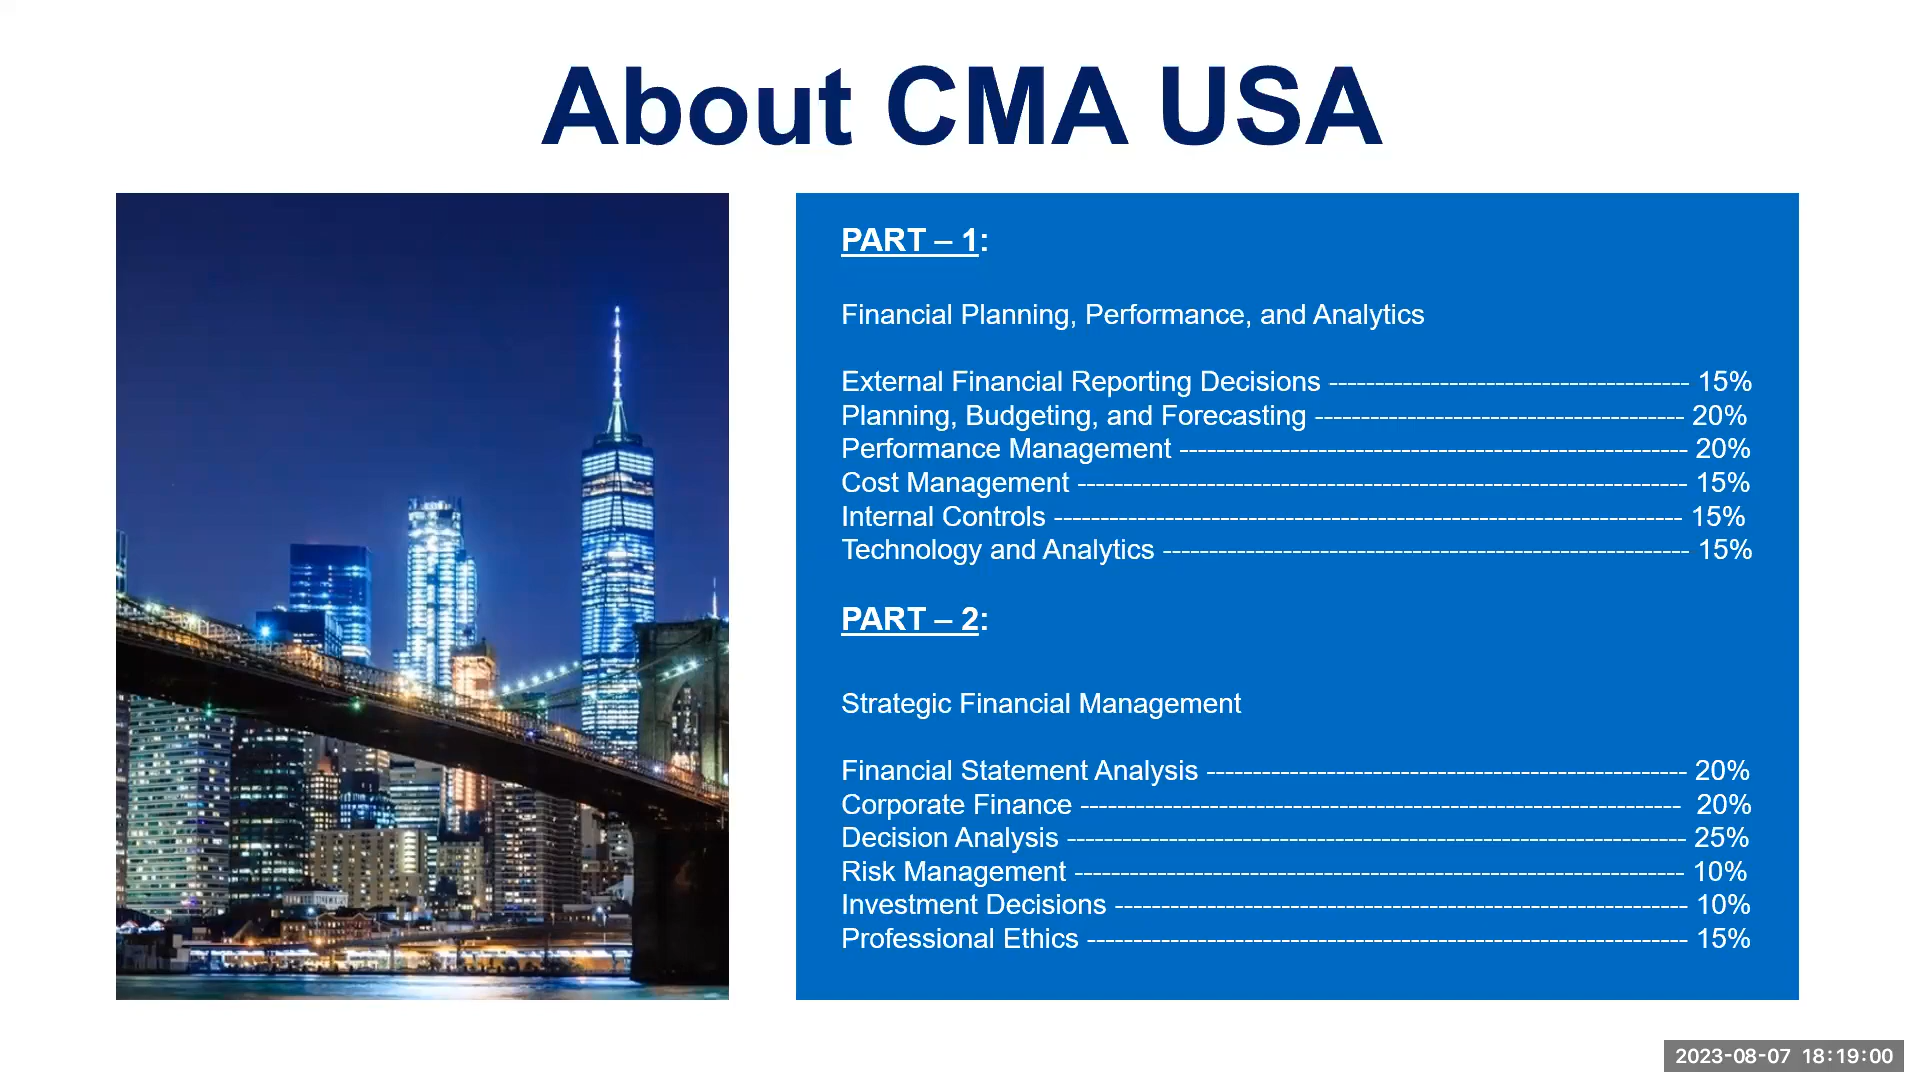 About CMA USA
PART – 1:
Financial Planning, Performance, and Analytics
External Financial Reporting Decisions --------------------------------------- 15%
Planning, Budgeting, and Forecasting ---------------------------------------- 20%
Performance Management ------------------------------------------------------- 20%
Cost Management ------------------------------------------------------------------ 15%
Internal Controls -------------------------------------------------------------------- 15%
Technology and Analytics --------------------------------------------------------- 15%
PART – 2:
Strategic Financial Management
Financial Statement Analysis ---------------------------------------------------- 20%
Corporate Finance ----------------------------------------------------------------- 20%
Decision Analysis ------------------------------------------------------------------- 25%
Risk Management ------------------------------------------------------------------ 10%
Investment Decisions -------------------------------------------------------------- 10%
Professional Ethics ----------------------------------------------------------------- 15%
2023-08-07 18:19:00